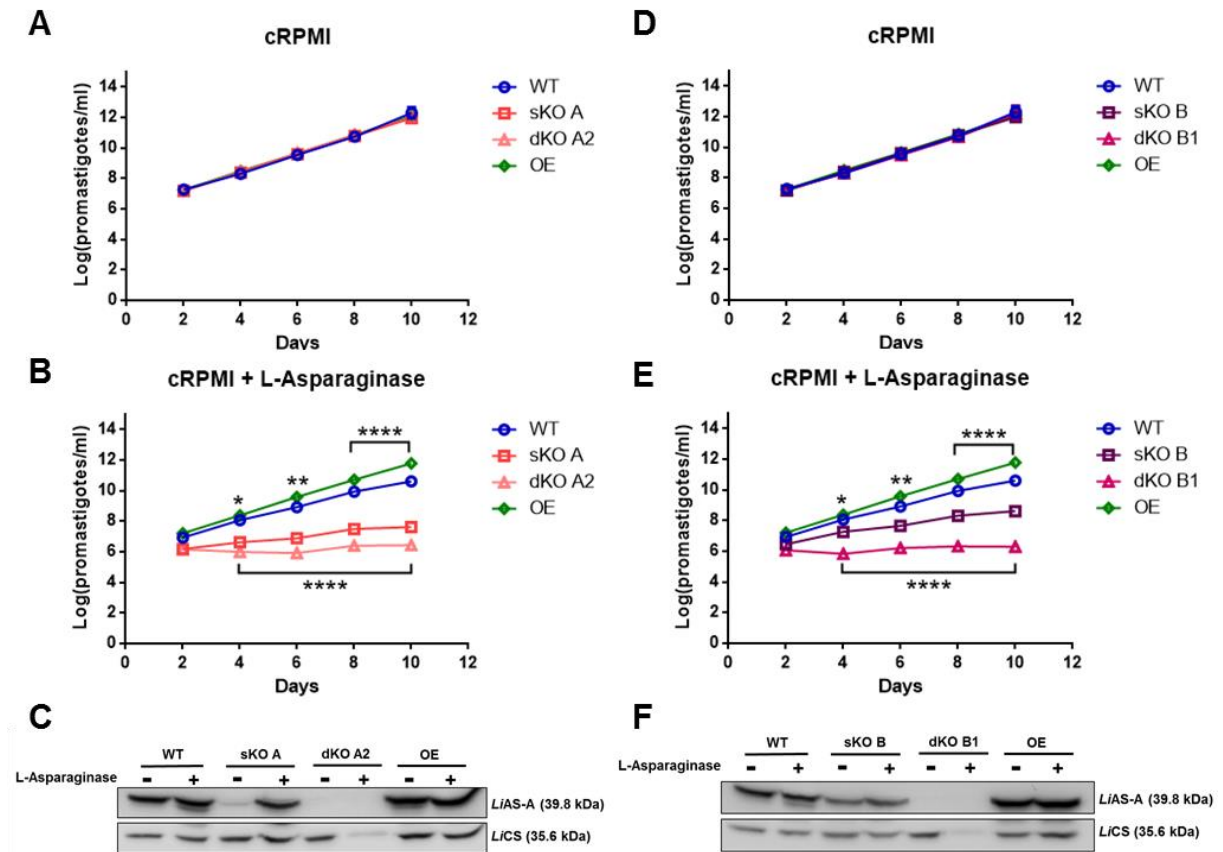 A
cRPMI
Log(promastigotes/ml)
14
12
10
8
6
4
2
0
0 2 4 6 8 10 12
Days
WT
sKO A
dKO A2
OE
B
cRPMI + L-Asparaginase
Log(promastigotes/ml)
14
12
10
8
6
4
2
0
* ** ****
****
0 2 4 6 8 10 12
Days
WT
sKO A
dKO A2
OE
C
WT sKO A dKO A2 OE
L-Asparaginase - + - + - + - +
LiAS-A (39.8 kDa)
LiCS (35.6 kDa)
D
cRPMI
Log(promastigotes/ml)
14
12
10
8
6
4
2
0
0 2 4 6 8 10 12
Days
WT
sKO B
dKO B1
OE
E
cRPMI + L-Asparaginase
Log(promastigotes/ml)
14
12
10
8
6
4
2
0
* ** ****
****
0 2 4 6 8 10 12
Days
WT
sKO B
dKO B1
OE
F
WT sKO B dKO B1 OE
L-Asparaginase - + - + - + - +
LiAS-A (39.8 kDa)
LiCS (35.6 kDa)